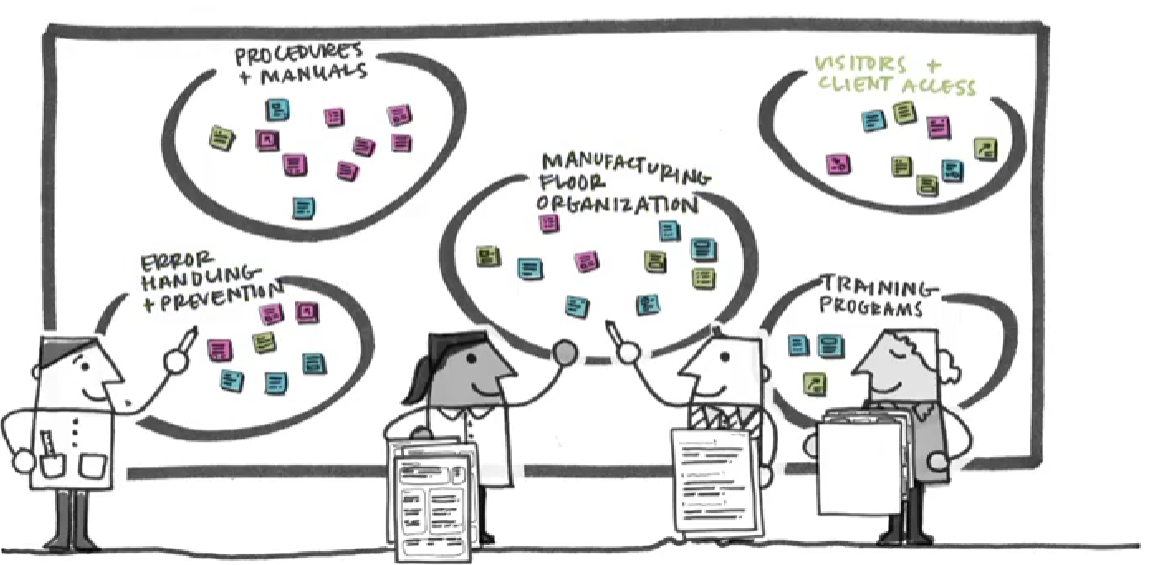 PROCEDURES
+ MANUALS
VISITORS +
CLIENT ACCESS
MANUFACTURING
FLOOR
ORGANIZATION
ERROR
HANDLING
+ PREVENTION
TRAINING
PROGRAMS